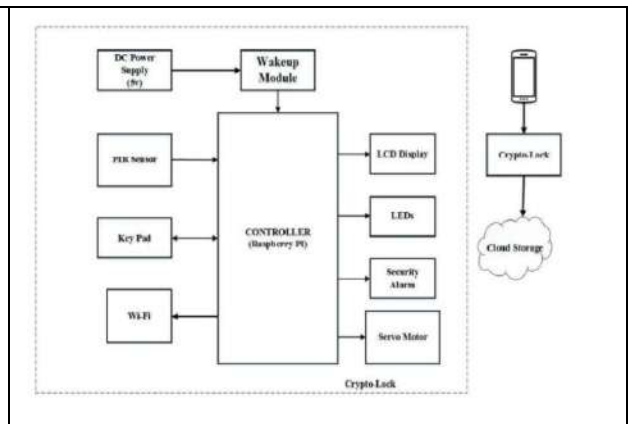 DC Power
Supply
(5v)
Wakeup
Module
PIR Sensor
Key Pad
Wi-Fi
CONTROLLER
(Raspberry PI)
LCD Display
LEDs
Security
Alarm
Servo Motor
Crypto-Lock
Crypto-Lock
Cloud Storage